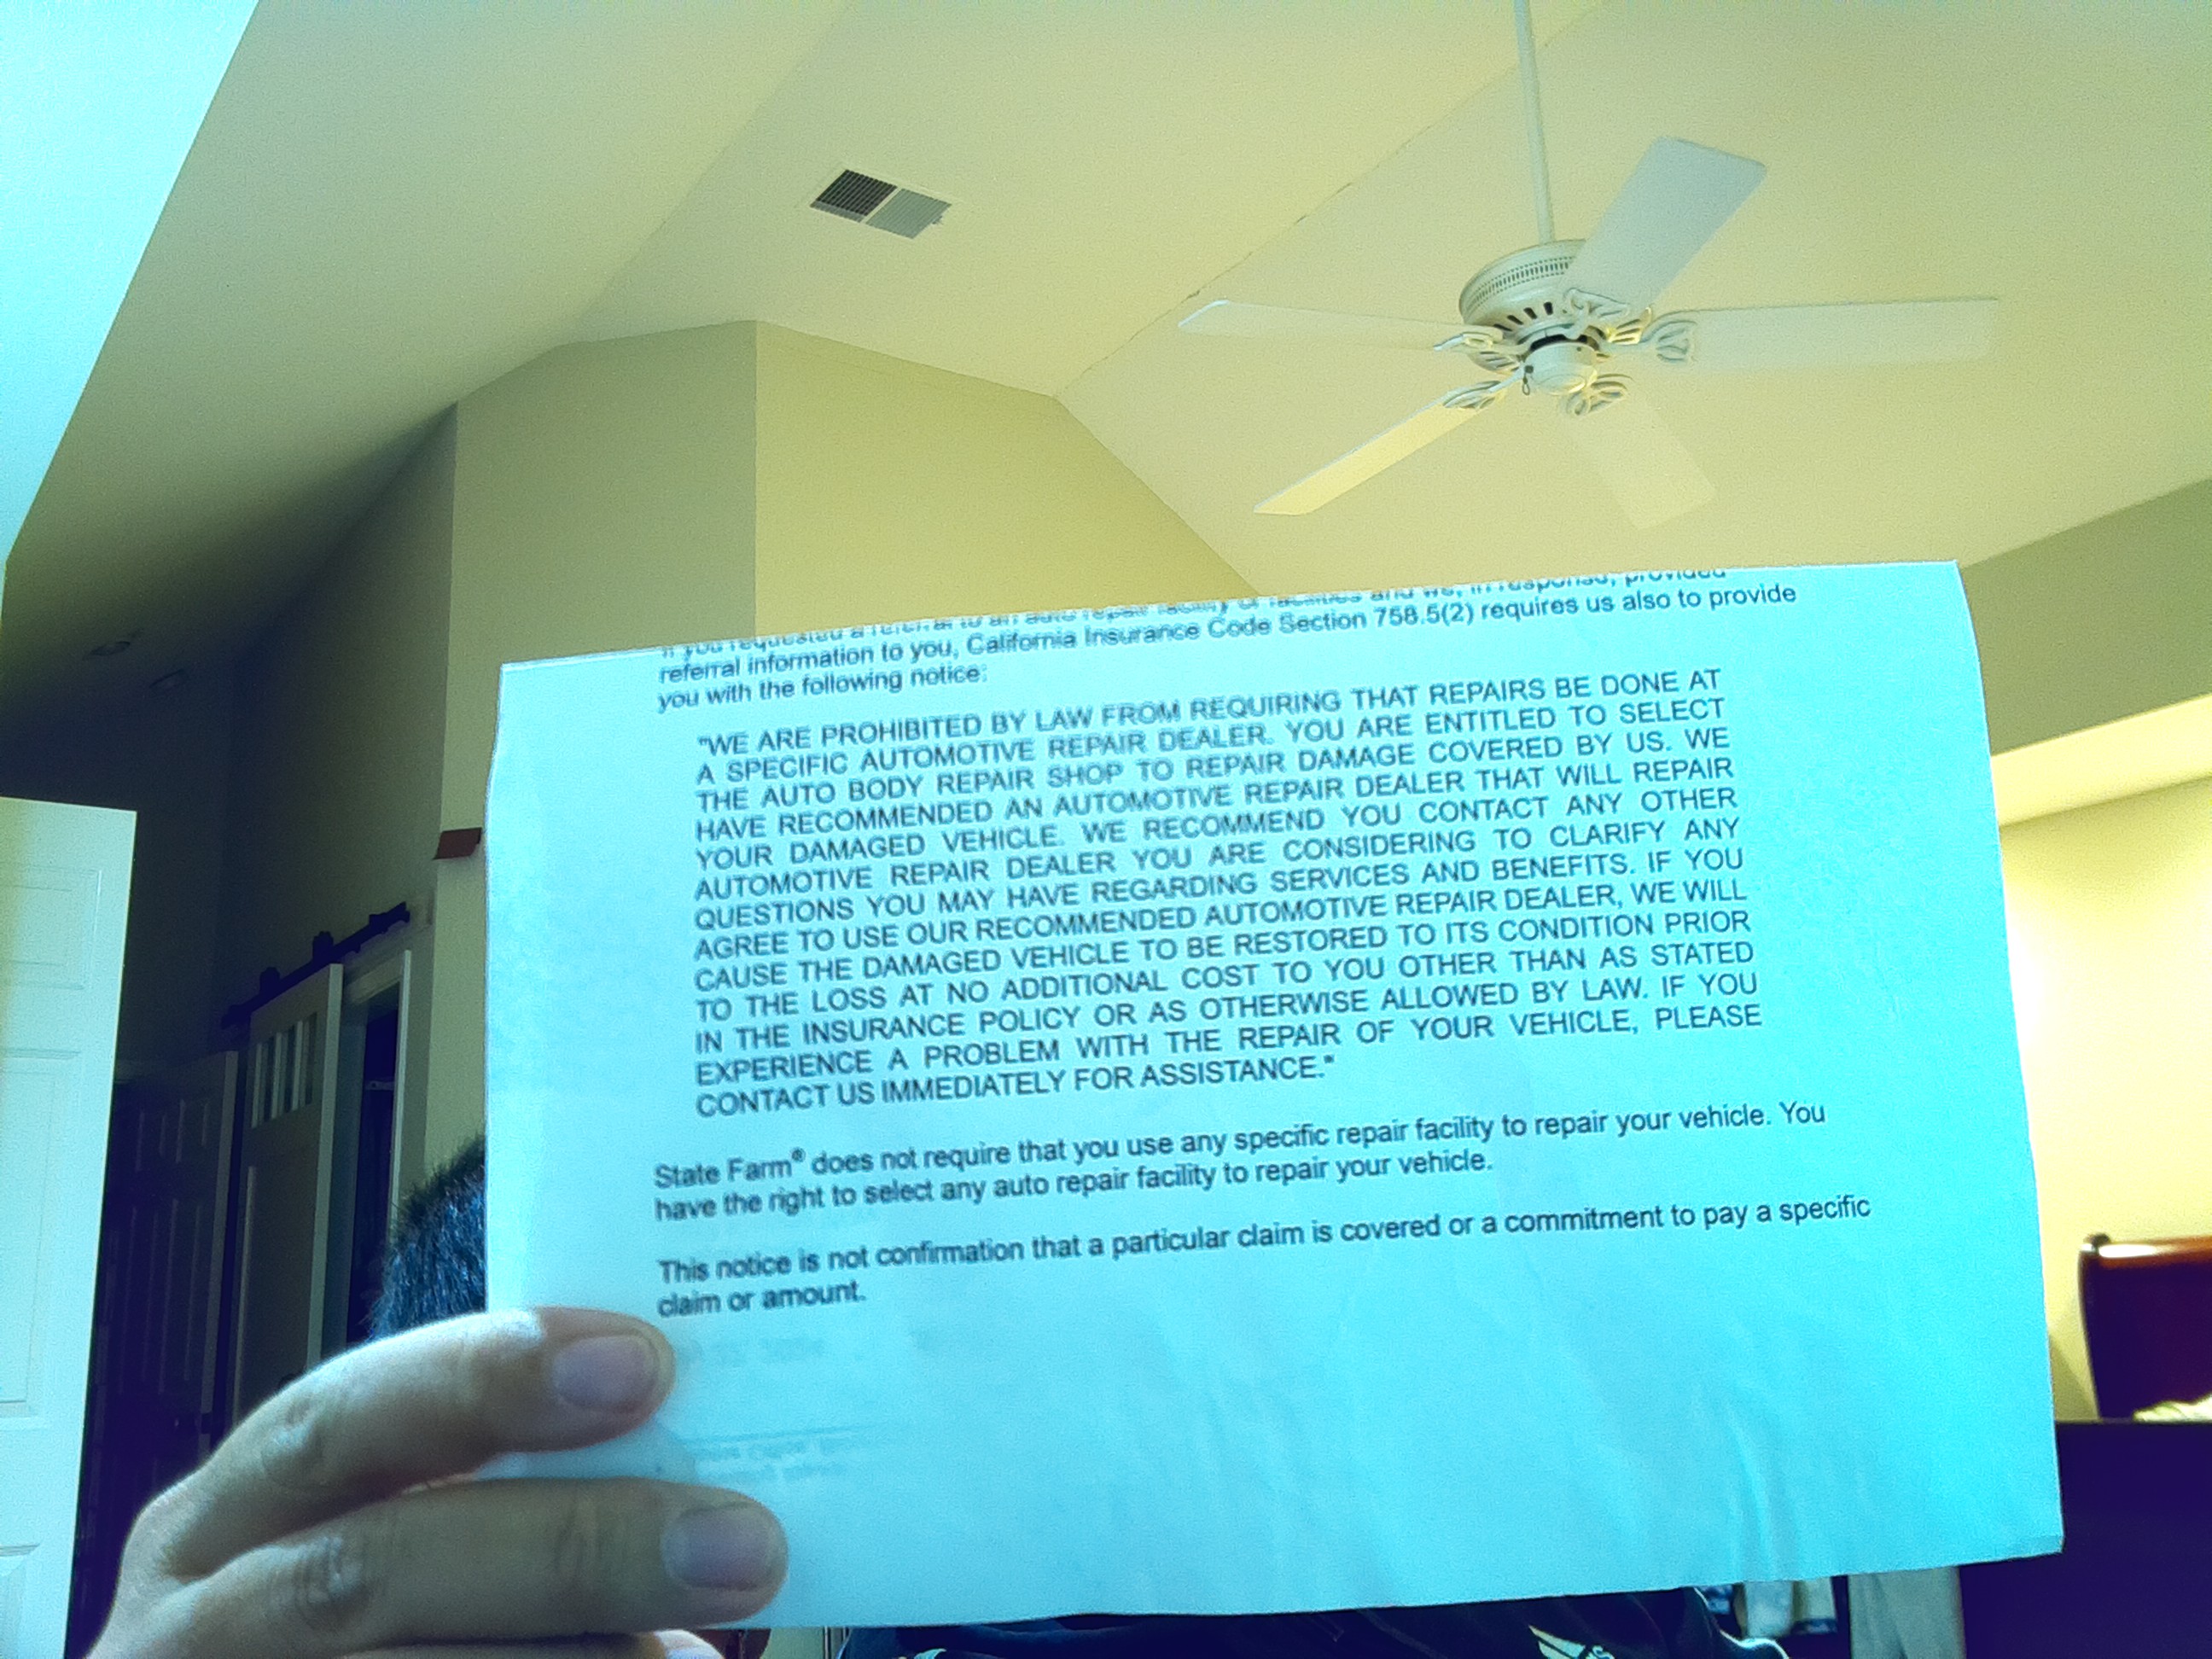 If you requested a referral to an auto repair facility or facilities and we, in response, provided
referral information to you, California Insurance Code Section 758.5(2) requires us also to provide
you with the following notice:
"WE ARE PROHIBITED BY LAW FROM REQUIRING THAT REPAIRS BE DONE AT
A SPECIFIC AUTOMOTIVE REPAIR DEALER. YOU ARE ENTITLED TO SELECT
THE AUTO BODY REPAIR SHOP TO REPAIR DAMAGE COVERED BY US. WE
HAVE RECOMMENDED AN AUTOMOTIVE REPAIR DEALER THAT WILL REPAIR
YOUR DAMAGED VEHICLE. WE RECOMMEND YOU CONTACT ANY OTHER
AUTOMOTIVE REPAIR DEALER YOU ARE CONSIDERING TO CLARIFY ANY
QUESTIONS YOU MAY HAVE REGARDING SERVICES AND BENEFITS. IF YOU
AGREE TO USE OUR RECOMMENDED AUTOMOTIVE REPAIR DEALER, WE WILL
CAUSE THE DAMAGED VEHICLE TO BE RESTORED TO ITS CONDITION PRIOR
TO THE LOSS AT NO ADDITIONAL COST TO YOU OTHER THAN AS STATED
IN THE INSURANCE POLICY OR AS OTHERWISE ALLOWED BY LAW. IF YOU
EXPERIENCE A PROBLEM WITH THE REPAIR OF YOUR VEHICLE, PLEASE
CONTACT US IMMEDIATELY FOR ASSISTANCE."
State Farm® does not require that you use any specific repair facility to repair your vehicle. You
have the right to select any auto repair facility to repair your vehicle.
This notice is not confirmation that a particular claim is covered or a commitment to pay a specific
claim or amount.